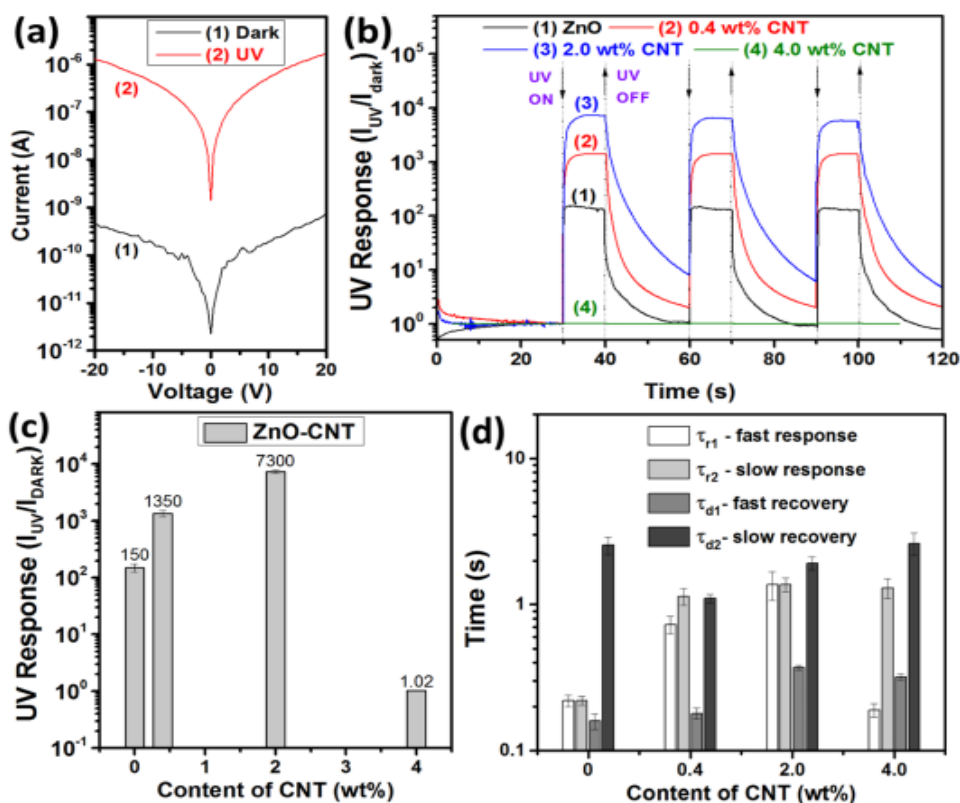 (a)
(1) Dark
(2) UV
10^-6
10^-7
10^-8
10^-9
10^-10
10^-11
10^-12
Current (A)
(2)
(1)
-20 -10 0 10 20
Voltage (V)
(b)
(1) ZnO (2) 0.4 wt% CNT
(3) 2.0 wt% CNT (4) 4.0 wt% CNT
10^5
10^4
10^3
10^2
10^1
10^0
UV Response (I_UV/I_dark)
UV ON
UV OFF
(3)
(2)
(1)
(4)
0 20 40 60 80 100 120
Time (s)
(c)
ZnO-CNT
10^4
10^3
10^2
10^1
10^0
10^-1
UV Response (I_UV/I_DARK)
150
1350
7300
1.02
0 1 2 3 4
Content of CNT (wt%)
(d)
τ_r1 - fast response
τ_r2 - slow response
τ_d1- fast recovery
τ_d2- slow recovery
10
1
0.1
Time (s)
0 0.4 2.0 4.0
Content of CNT (wt%)